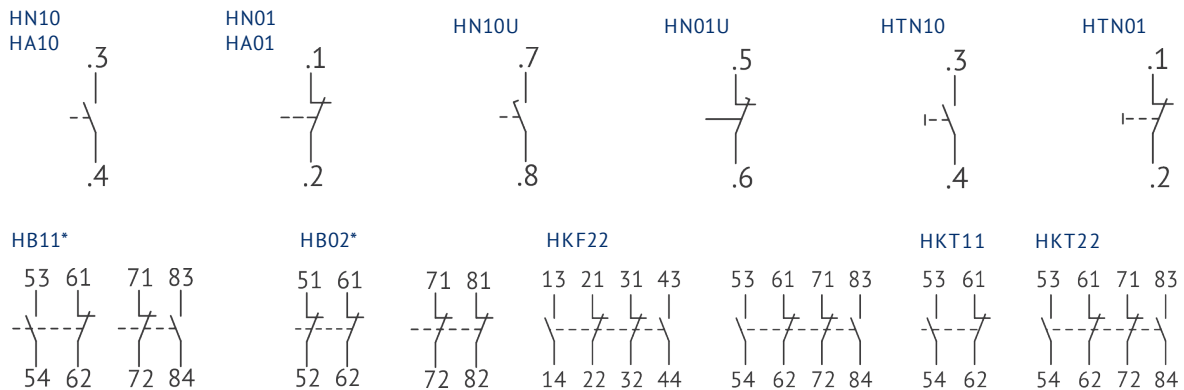 HN10
HA10
HN01
HA01
HN10U
HN01U
HTN10
HTN01
.3 .1 .7 .5 .3 .1
.4 .2 .8 .6 .4 .2
HB11* HB02* HKF22 HKT11 HKT22
53 61 71 83 51 61 71 81 13 21 31 43 53 61 71 83 53 61 53 61 71 83
54 62 72 84 52 62 72 82 14 22 32 44 54 62 72 84 54 62 54 62 72 84